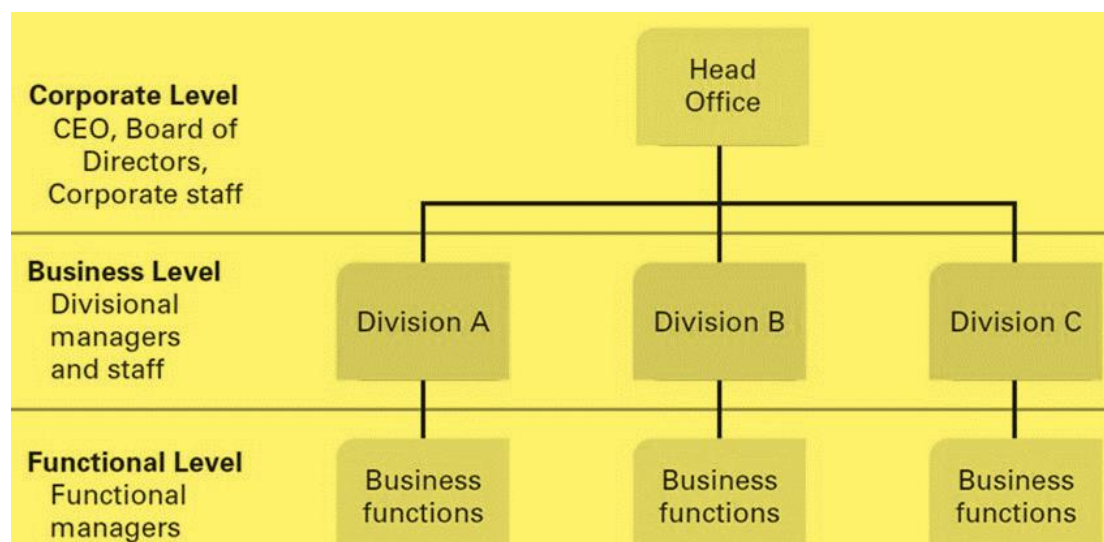 Head
Office
Corporate Level
CEO, Board of
Directors,
Corporate staff
Business Level
Divisional
managers
and staff
Division A
Division B
Division C
Functional Level
Functional
managers
Business
functions
Business
functions
Business
functions